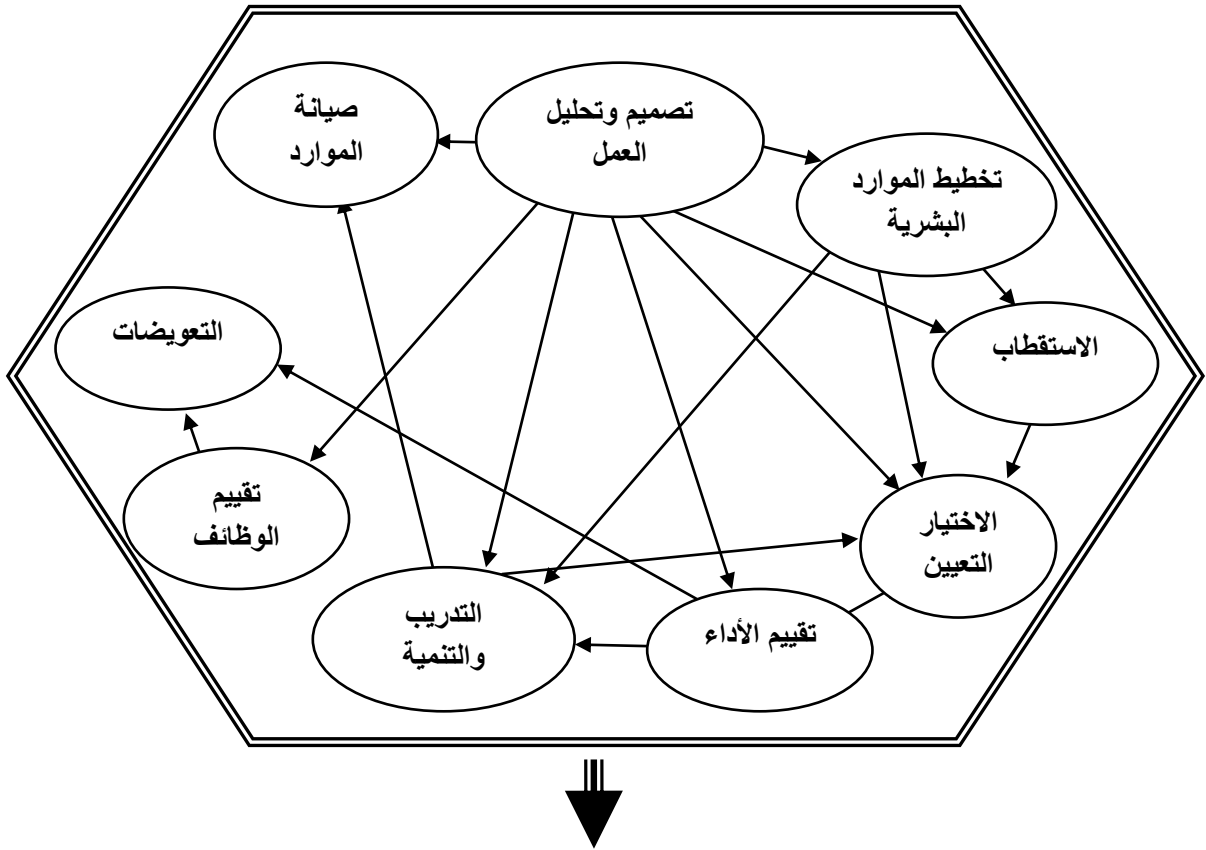 تصميم وتحليل
العمل
صيانة
الموارد
تخطيط الموارد
البشرية
الاستقطاب
التعويضات
تقييم
الوظائف
الاختيار
التعيين
تقييم الأداء
التدريب
والتنمية